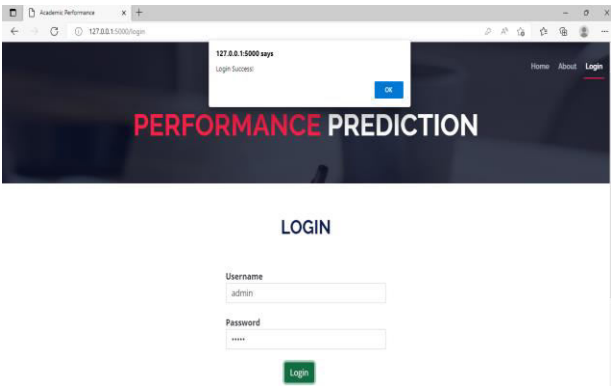 Academic Performance
127.0.0.1:5000/login
127.0.0.1:5000 says
Login Success!
OK
Home About Login
PERFORMANCE PREDICTION
LOGIN
Username
admin
Password
•••••
Login